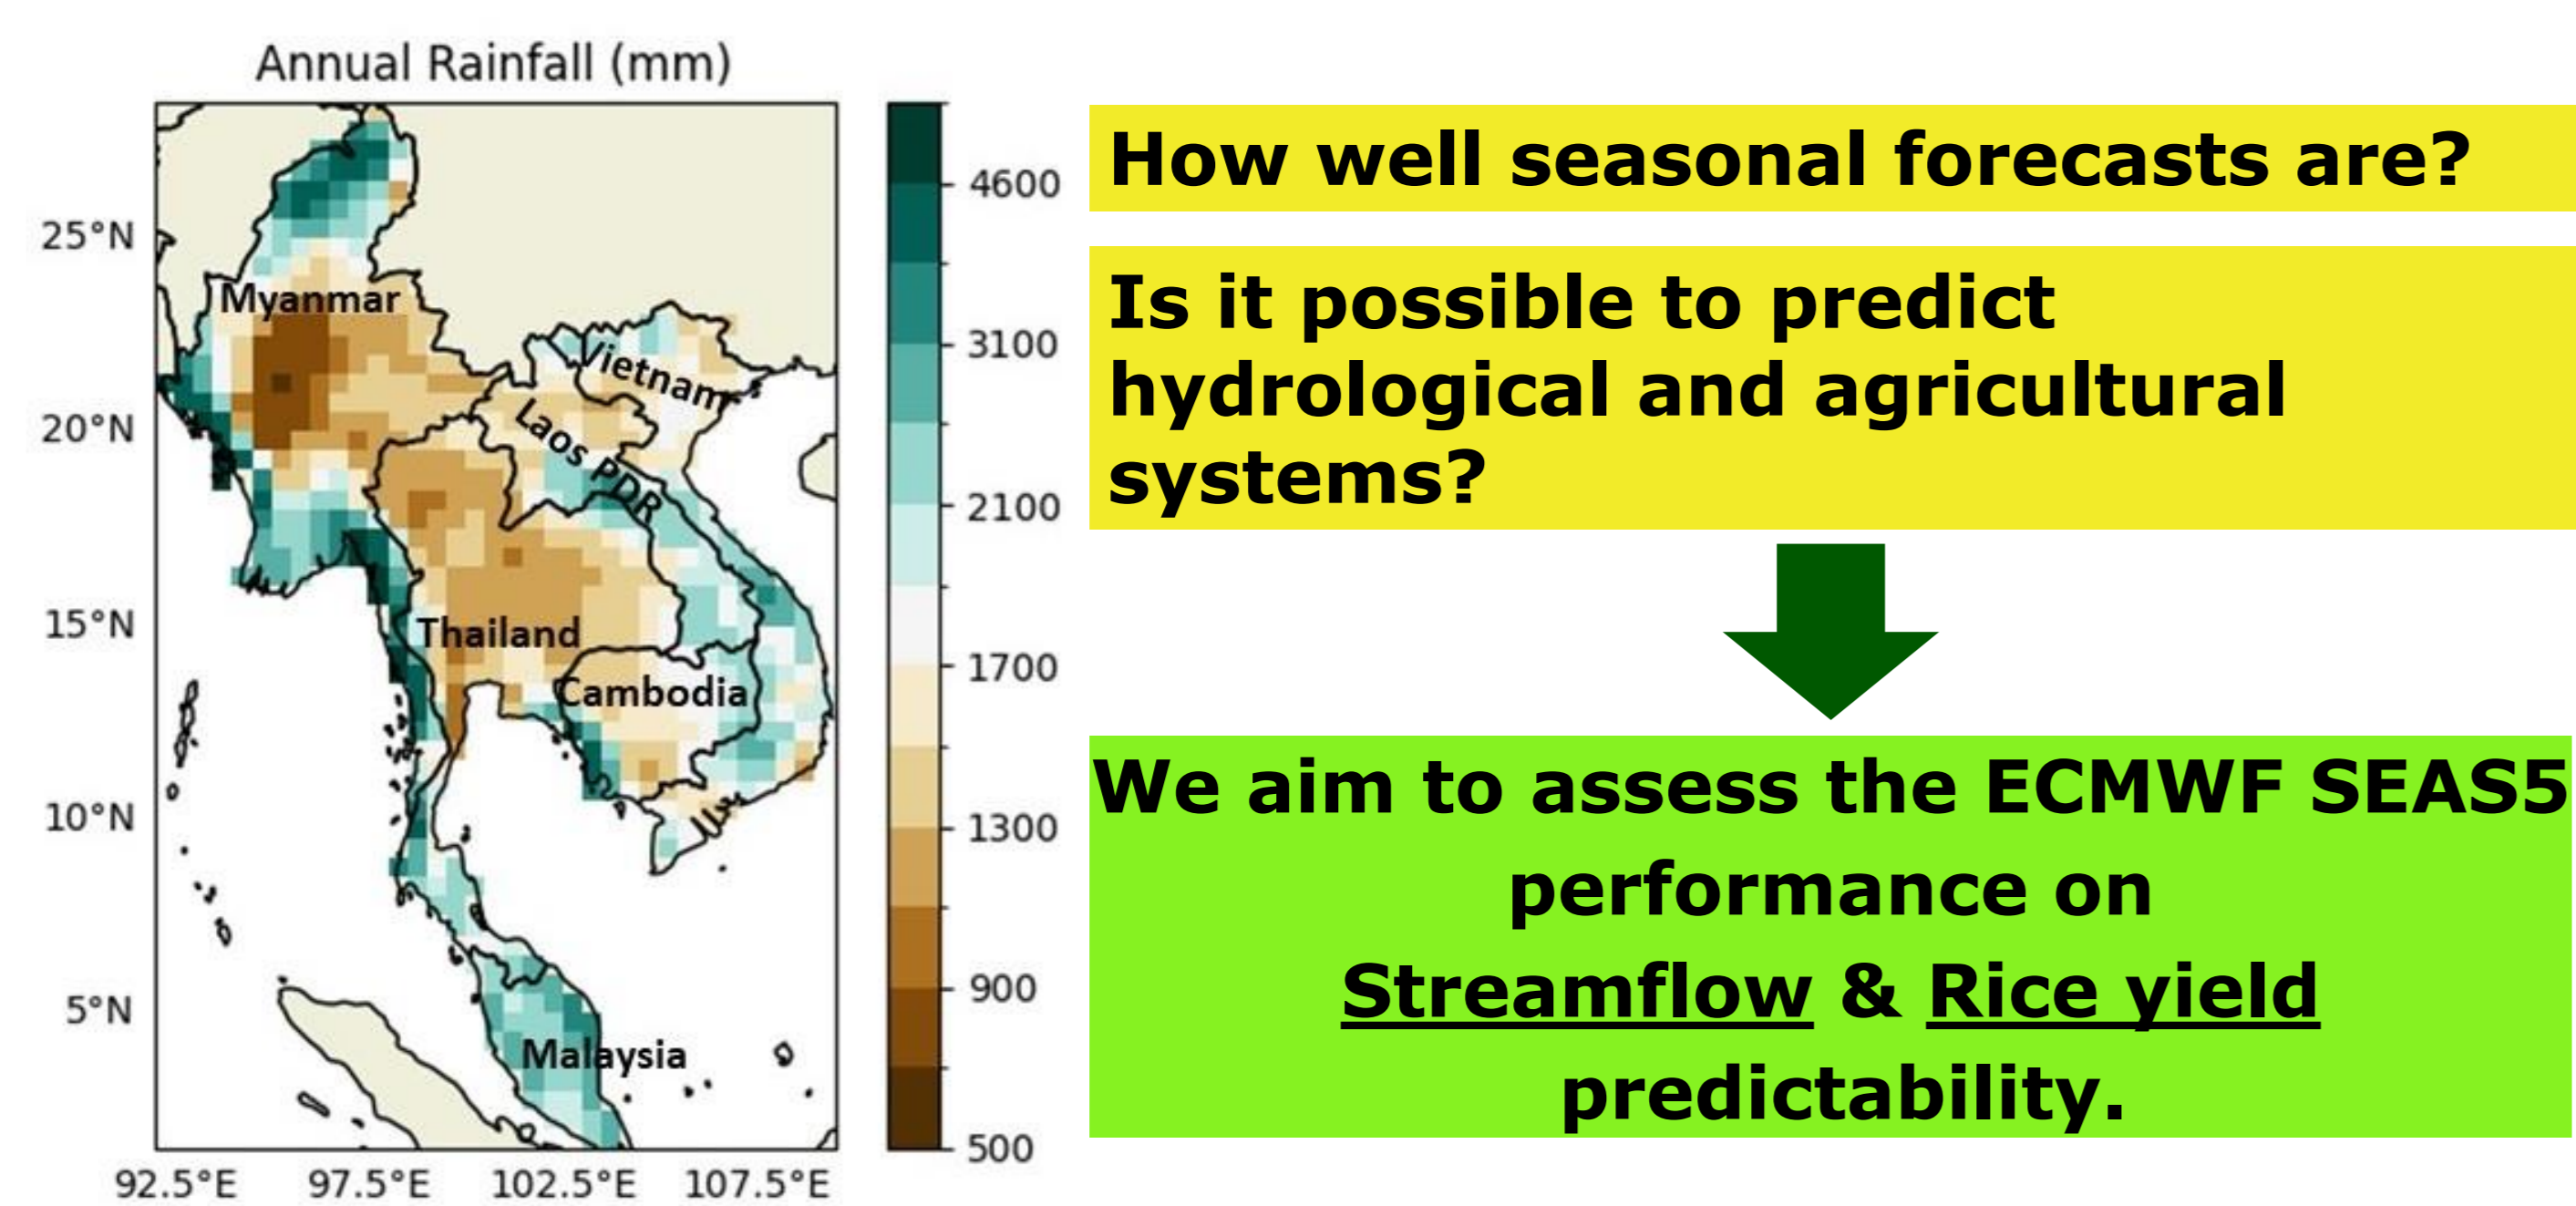 Annual Rainfall (mm)
25°N
20°N
15°N
10°N
5°N
92.5°E
97.5°E
102.5°E
107.5°E
Myanmar
Vietnam
Laos PDR
Thailand
Cambodia
Malaysia
4600
3100
2100
1700
1300
900
500
How well seasonal forecasts are?
Is it possible to predict
hydrological and agricultural
systems?
We aim to assess the ECMWF SEAS5
performance on
Streamflow & Rice yield
predictability.